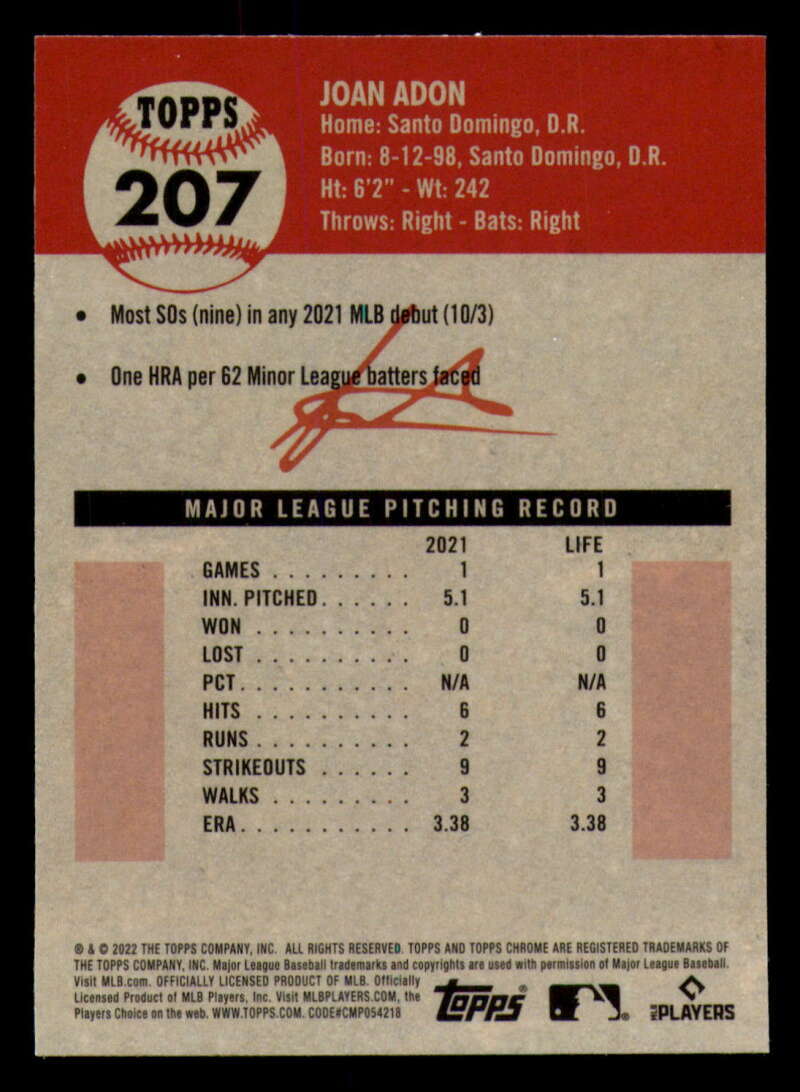 TOPPS
207
JOAN ADON
Home: Santo Domingo, D.R.
Born: 8-12-98, Santo Domingo, D.R.
Ht: 6'2" - Wt: 242
Throws: Right - Bats: Right
• Most SOs (nine) in any 2021 MLB debut (10/3)
• One HRA per 62 Minor League batters faced
MAJOR LEAGUE PITCHING RECORD
2021 LIFE
GAMES . . . . . . . . . 1 1
INN. PITCHED. . . . . . 5.1 5.1
WON . . . . . . . . . . 0 0
LOST . . . . . . . . . . 0 0
PCT. . . . . . . . . . . N/A N/A
HITS . . . . . . . . . . 6 6
RUNS . . . . . . . . . . 2 2
STRIKEOUTS . . . . . . 9 9
WALKS . . . . . . . . . 3 3
ERA. . . . . . . . . . . 3.38 3.38
® & © 2022 THE TOPPS COMPANY, INC. ALL RIGHTS RESERVED. TOPPS AND TOPPS CHROME ARE REGISTERED TRADEMARKS OF
THE TOPPS COMPANY, INC. Major League Baseball trademarks and copyrights are used with permission of Major League Baseball.
Visit MLB.com. OFFICIALLY LICENSED PRODUCT OF MLB. Officially
Licensed Product of MLB Players, Inc. Visit MLBPLAYERS.COM, the
Players Choice on the web. WWW.TOPPS.COM. CODE#CMP054218
Topps®
MLB PLAYERS